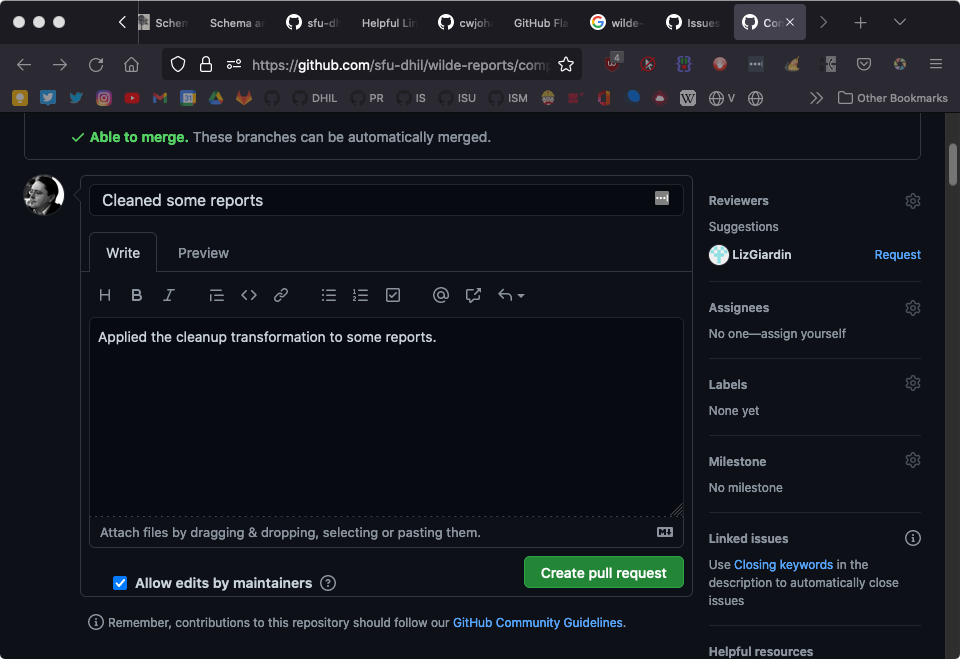 Schem
Schema an
sfu-dh
Helpful Lin
cwjoha
GitHub Fla
wilde-
Issues
Con
https://github.com/sfu-dhil/wilde-reports/comp
4
DHIL
PR
IS
ISU
ISM
V
Other Bookmarks
Able to merge. These branches can be automatically merged.
Cleaned some reports
Write
Preview
Applied the cleanup transformation to some reports.
Attach files by dragging & dropping, selecting or pasting them.
Allow edits by maintainers
Create pull request
Remember, contributions to this repository should follow our GitHub Community Guidelines.
Reviewers
Suggestions
LizGiardin
Request
Assignees
No one—assign yourself
Labels
None yet
Milestone
No milestone
Linked issues
Use Closing keywords in the
description to automatically close
issues
Helpful resources